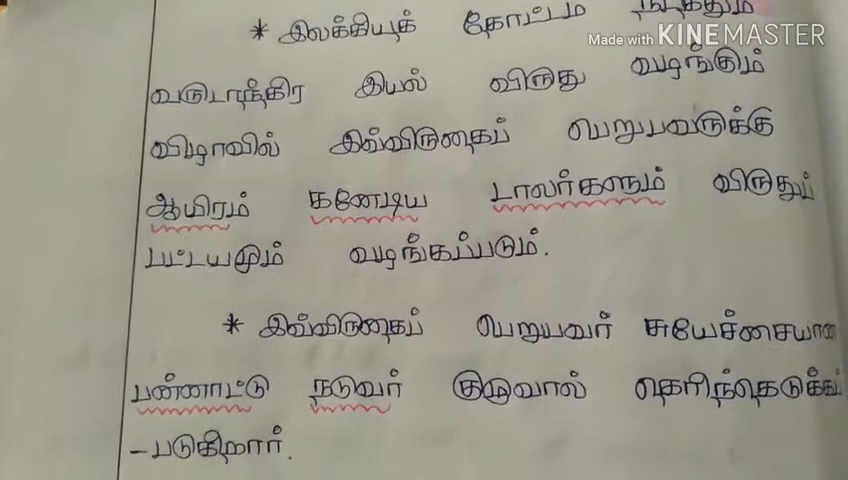 * இலக்கியத் தோட்டம் நடத்தும்
Made with KINEMASTER
வருடாந்திர இயல் விருது வழங்கும்
விழாவில் இவ்விருதைப் பெறுபவருக்கு
ஆயிரம் கனேடிய டாலர்களும் விருதுப்
பட்டயமும் வழங்கப்படும்.
* இவ்விருதைப் பெறுபவர் சுயேச்சையான
பன்னாட்டு நடுவர் குழுவால் தெரிந்தெடுக்கப்
-படுகிறார்.